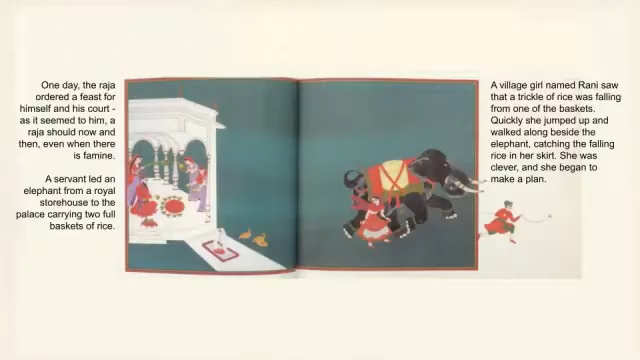 One day, the raja
ordered a feast for
himself and his court -
as it seemed to him, a
raja should now and
then, even when there
is famine.
A servant led an
elephant from a royal
storehouse to the
palace carrying two full
baskets of rice.
A village girl named Rani saw
that a trickle of rice was falling
from one of the baskets.
Quickly she jumped up and
walked along beside the
elephant, catching the falling
rice in her skirt. She was
clever, and she began to
make a plan.